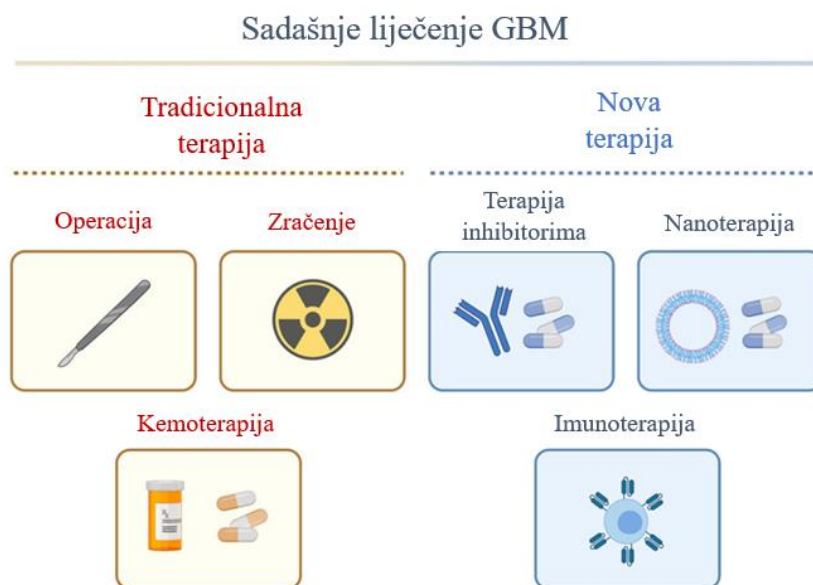 Sadašnje liječenje GBM
Tradicionalna
terapija
Nova
terapija
Operacija
Zračenje
Terapija
inhibitorima
Nanoterapija
Kemoterapija
Imunoterapija